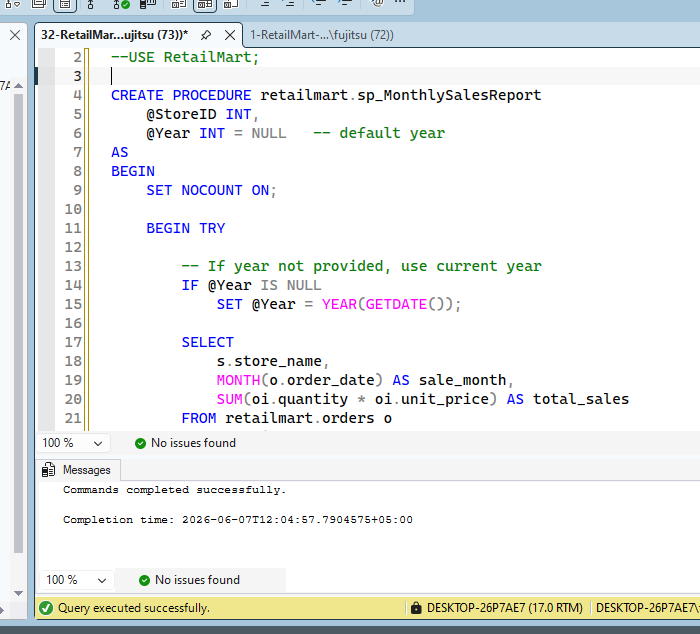 32-RetailMar...ujitsu (73))* 1-RetailMart-...\fujitsu (72))
2 --USE RetailMart;
3
4 CREATE PROCEDURE retailmart.sp_MonthlySalesReport
5 @StoreID INT,
6 @Year INT = NULL -- default year
7 AS
8 BEGIN
9 SET NOCOUNT ON;
10
11 BEGIN TRY
12
13 -- If year not provided, use current year
14 IF @Year IS NULL
15 SET @Year = YEAR(GETDATE());
16
17 SELECT
18 s.store_name,
19 MONTH(o.order_date) AS sale_month,
20 SUM(oi.quantity * oi.unit_price) AS total_sales
21 FROM retailmart.orders o
100 % No issues found
Messages
Commands completed successfully.
Completion time: 2026-06-07T12:04:57.7904575+05:00
100 % No issues found
Query executed successfully. DESKTOP-26P7AE7 (17.0 RTM) DESKTOP-26P7AE7\